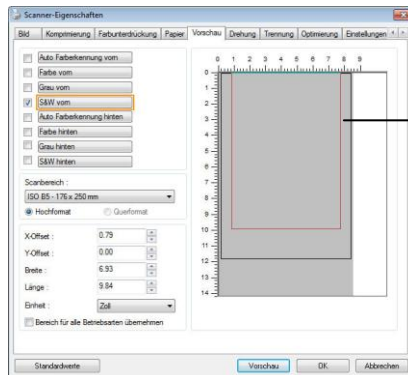 Scanner-Eigenschaften
Bild Komprimierung Farbunterdrückung Papier Vorschau Drehung Trennung Optimierung Einstellungen
Auto Farberkennung vorn
Farbe vorn
Grau vorn
S&W vorn
Auto Farberkennung hinten
Farbe hinten
Grau hinten
S&W hinten
Scanbereich :
ISO B5 - 176 x 250 mm
Hochformat Querformat
X-Offset : 0.79
Y-Offset : 0.00
Breite : 6.93
Länge : 9.84
Einheit : Zoll
Bereich für alle Betriebsarten übernehmen
0 1 2 3 4 5 6 7 8 9
0
1
2
3
4
5
6
7
8
9
10
11
12
13
14
Standardwerte Vorschau OK Abbrechen